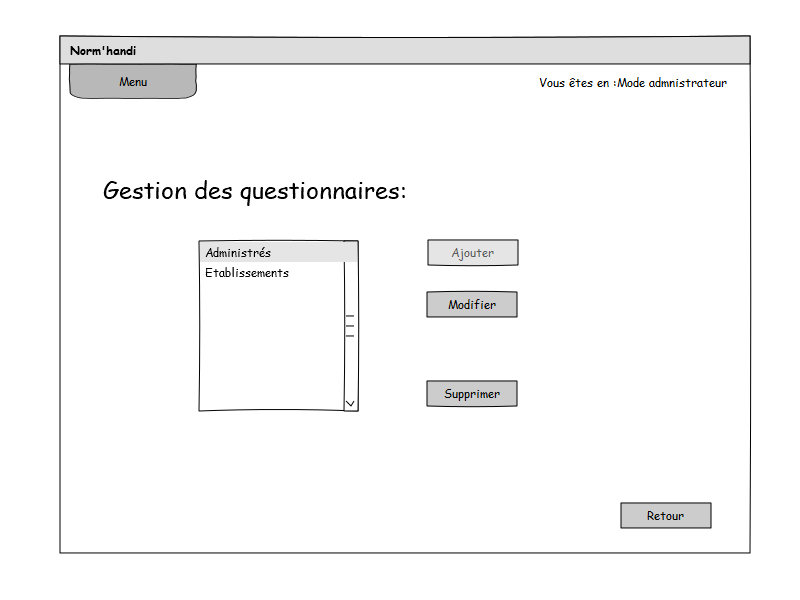 Norm'handi
Menu
Vous êtes en :Mode admnistrateur
Gestion des questionnaires:
Administrés
Etablissements
Ajouter
Modifier
Supprimer
Retour